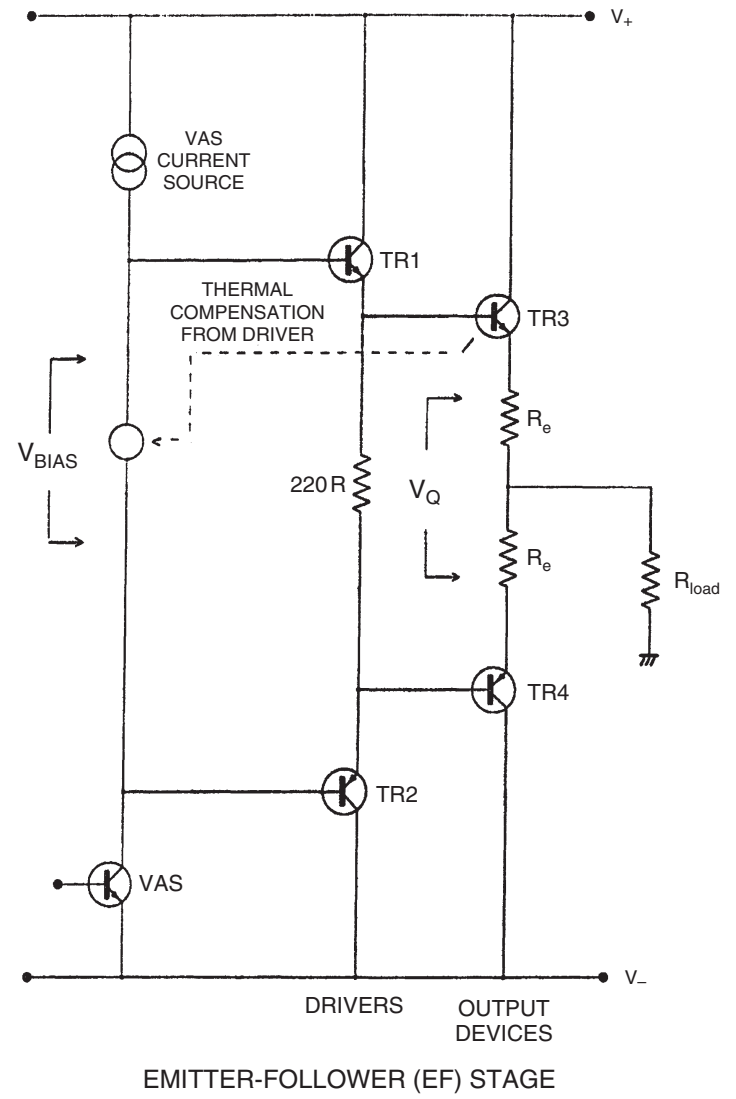 V+
VAS
CURRENT
SOURCE
TR1
THERMAL
COMPENSATION
FROM DRIVER
TR3
Re
VBIAS
220R
VQ
Re
Rload
TR4
TR2
VAS
V–
DRIVERS
OUTPUT
DEVICES
EMITTER-FOLLOWER (EF) STAGE